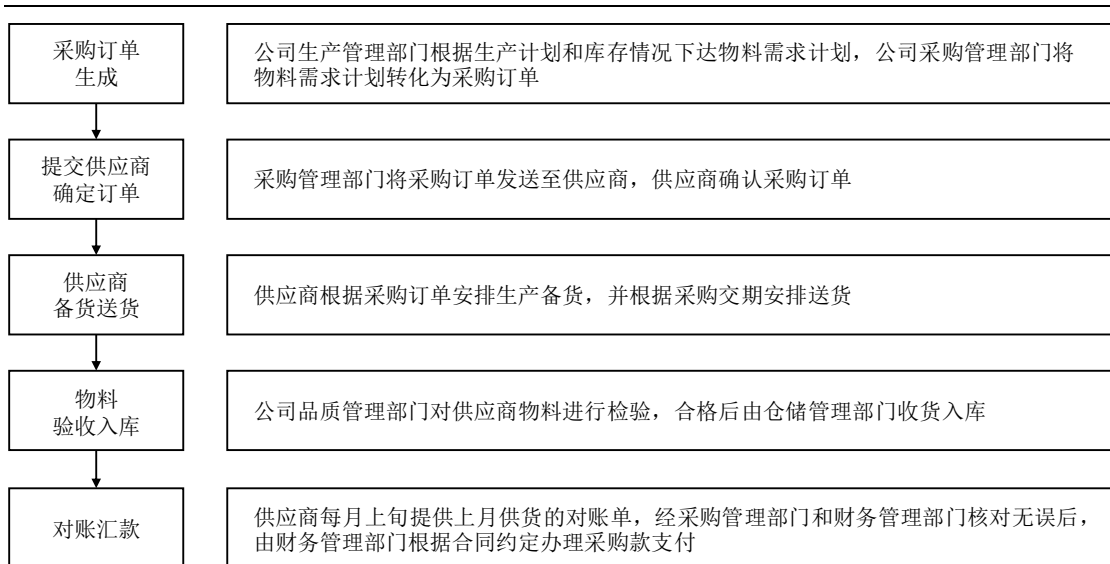 采购订单
生成
公司生产管理部门根据生产计划和库存情况下达物料需求计划，公司采购管理部门将
物料需求计划转化为采购订单
提交供应商
确定订单
采购管理部门将采购订单发送至供应商，供应商确认采购订单
供应商
备货送货
供应商根据采购订单安排生产备货，并根据采购交期安排送货
物料
验收入库
公司品质管理部门对供应商物料进行检验，合格后由仓储管理部门收货入库
对账汇款
供应商每月上旬提供上月供货的对账单，经采购管理部门和财务管理部门核对无误后，
由财务管理部门根据合同约定办理采购款支付